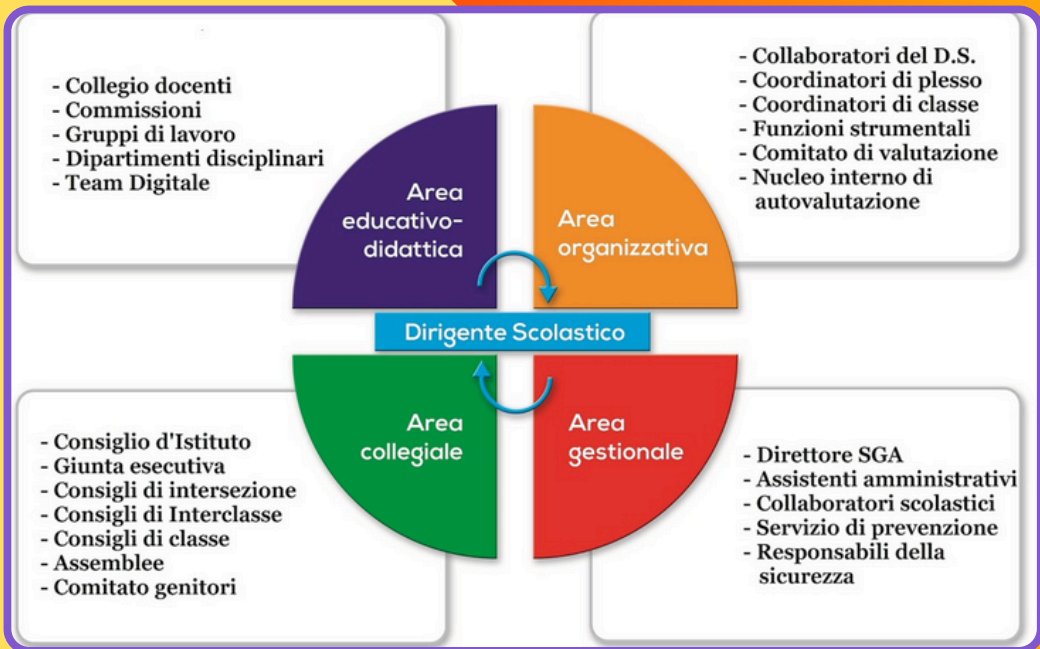 - Collegio docenti
- Commissioni
- Gruppi di lavoro
- Dipartimenti disciplinari
- Team Digitale
- Collaboratori del D.S.
- Coordinatori di plesso
- Coordinatori di classe
- Funzioni strumentali
- Comitato di valutazione
- Nucleo interno di
autovalutazione
Area
educativo-
didattica
Area
organizzativa
Dirigente Scolastico
Area
collegiale
Area
gestionale
- Consiglio d'Istituto
- Giunta esecutiva
- Consigli di intersezione
- Consigli di Interclasse
- Consigli di classe
- Assemblee
- Comitato genitori
- Direttore SGA
- Assistenti amministrativi
- Collaboratori scolastici
- Servizio di prevenzione
- Responsabili della
sicurezza